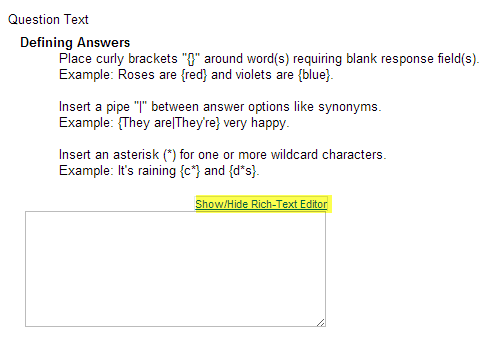 Question Text
Defining Answers
Place curly brackets "{}" around word(s) requiring blank response field(s).
Example: Roses are {red} and violets are {blue}.
Insert a pipe "|" between answer options like synonyms.
Example: {They are|They're} very happy.
Insert an asterisk (*) for one or more wildcard characters.
Example: It's raining {c*} and {d*s}.
Show/Hide Rich-Text Editor